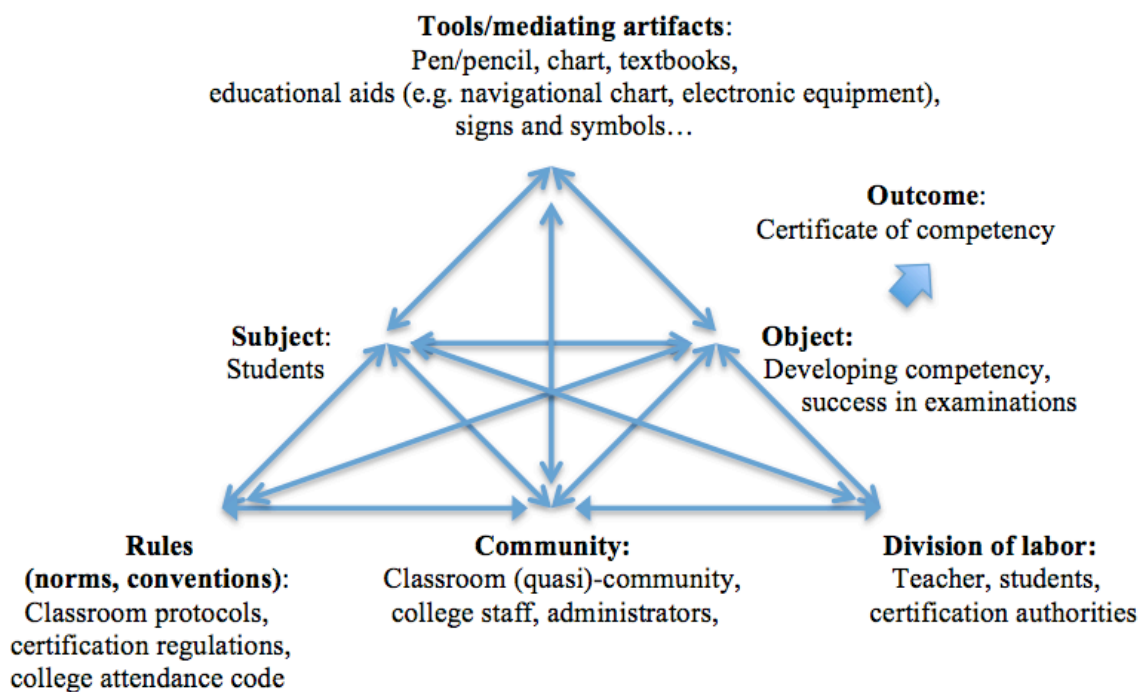 Tools/mediating artifacts:
Pen/pencil, chart, textbooks,
educational aids (e.g. navigational chart, electronic equipment),
signs and symbols…
Outcome:
Certificate of competency
Subject:
Students
Object:
Developing competency,
success in examinations
Rules
(norms, conventions):
Classroom protocols,
certification regulations,
college attendance code
Community:
Classroom (quasi)-community,
college staff, administrators,
Division of labor:
Teacher, students,
certification authorities